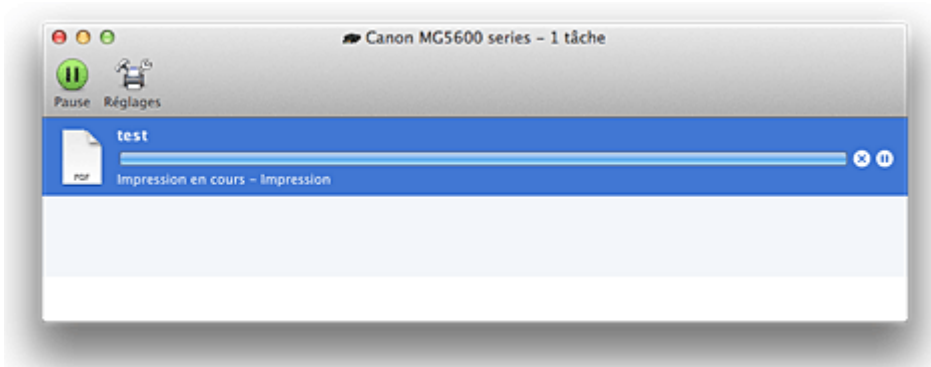 Canon MG5600 series – 1 tâche
Pause Réglages
test
PDF
Impression en cours – Impression